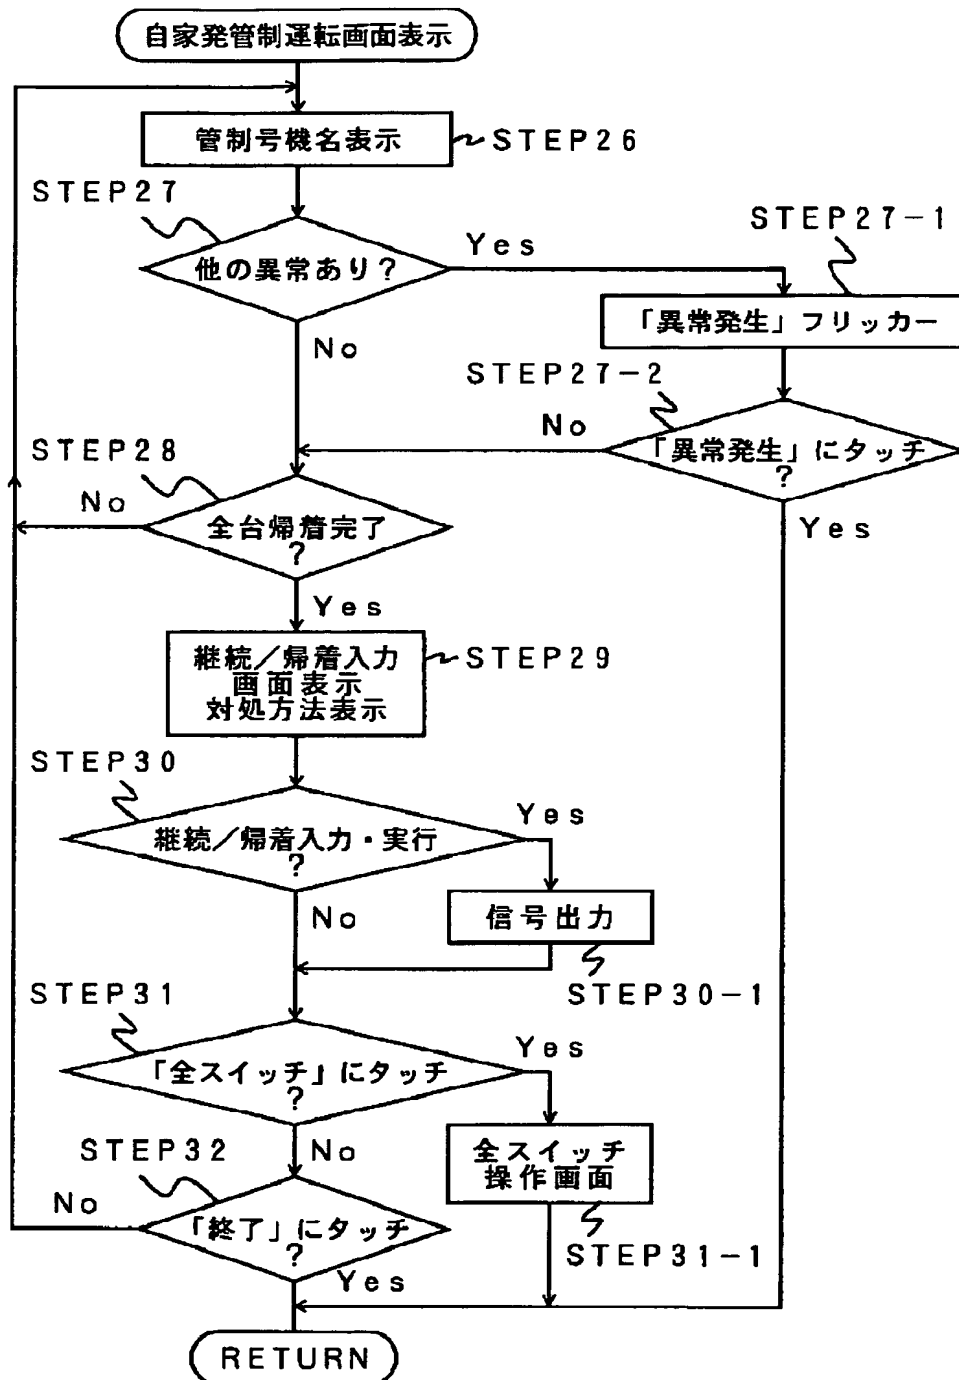 自家発管制運転画面表示
管制号機名表示
STEP26
STEP27
他の異常あり?
Yes
STEP27-1
「異常発生」フリッカー
No
STEP27-2
「異常発生」にタッチ
?
No
Yes
STEP28
全台帰着完了
?
No
Yes
継続/帰着入力
画面表示
対処方法表示
STEP29
STEP30
継続/帰着入力・実行
?
Yes
No
信号出力
STEP30-1
STEP31
「全スイッチ」にタッチ
?
Yes
No
全スイッチ
操作画面
STEP31-1
STEP32
「終了」にタッチ
?
No
Yes
RETURN